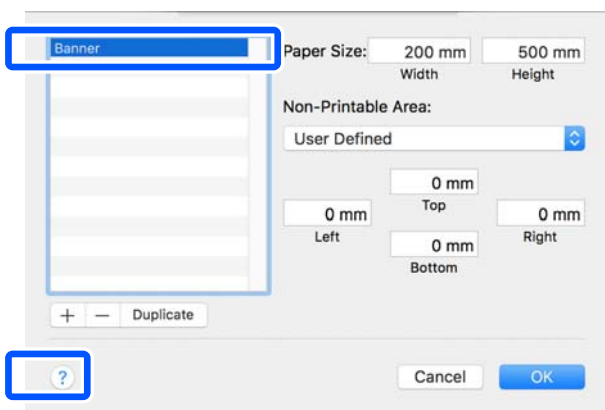 Banner
Paper Size: 200 mm 500 mm
Width Height
Non-Printable Area:
User Defined
0 mm
Top
0 mm 0 mm
Left Right
0 mm
Bottom
+ − Duplicate
? Cancel OK